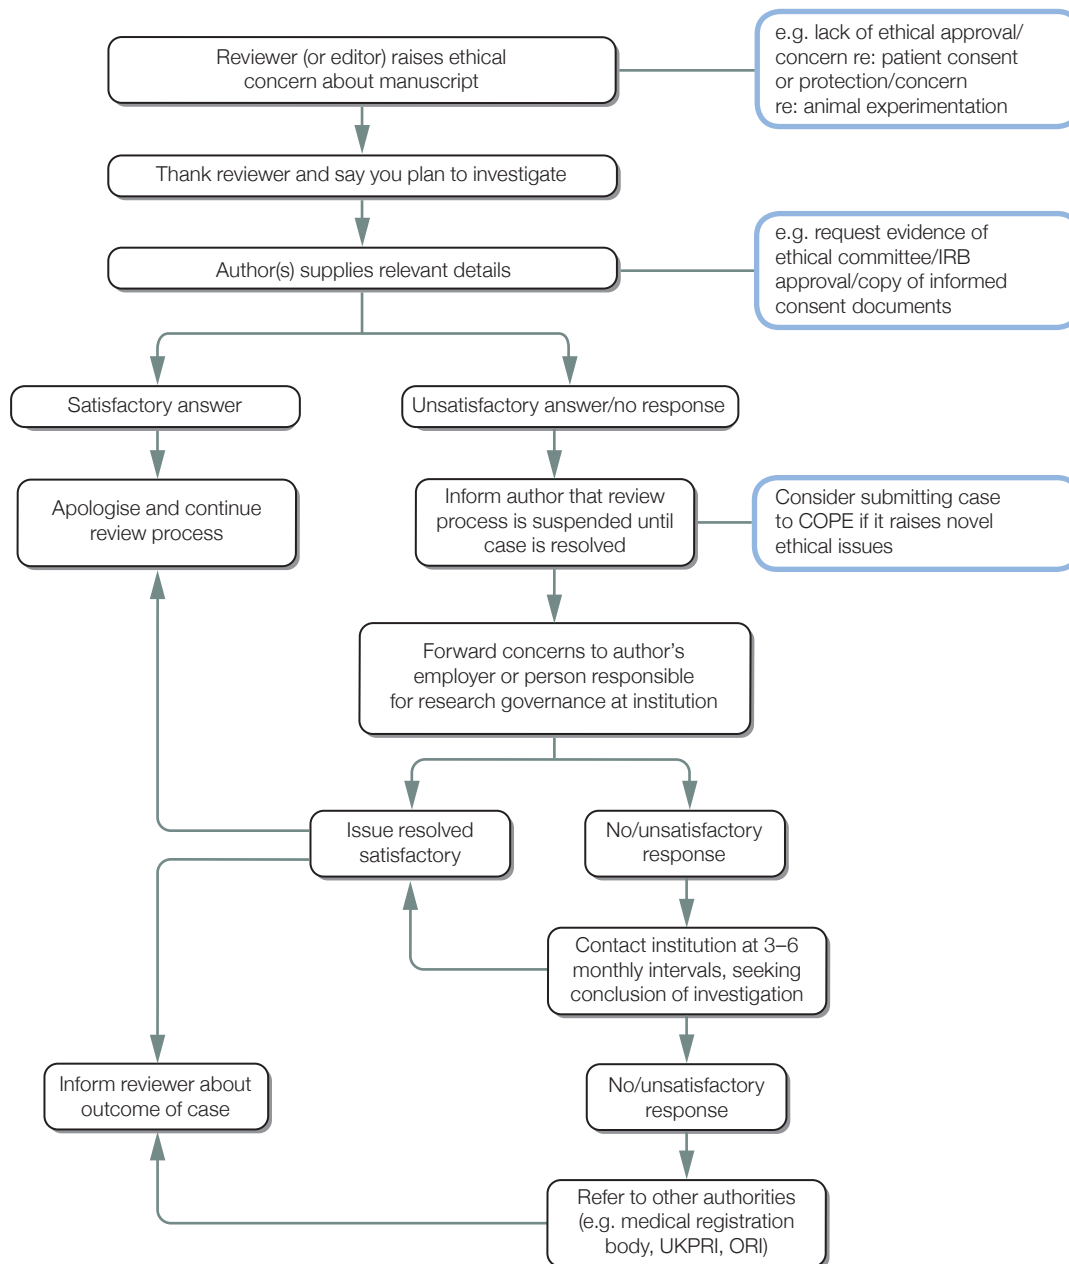 Reviewer (or editor) raises ethical
concern about manuscript
e.g. lack of ethical approval/
concern re: patient consent
or protection/concern
re: animal experimentation
Thank reviewer and say you plan to investigate
Author(s) supplies relevant details
e.g. request evidence of
ethical committee/IRB
approval/copy of informed
consent documents
Satisfactory answer
Unsatisfactory answer/no response
Apologise and continue
review process
Inform author that review
process is suspended until
case is resolved
Consider submitting case
to COPE if it raises novel
ethical issues
Forward concerns to author’s
employer or person responsible
for research governance at institution
Issue resolved
satisfactory
No/unsatisfactory
response
Contact institution at 3–6
monthly intervals, seeking
conclusion of investigation
Inform reviewer about
outcome of case
No/unsatisfactory
response
Refer to other authorities
(e.g. medical registration
body, UKPRI, ORI)